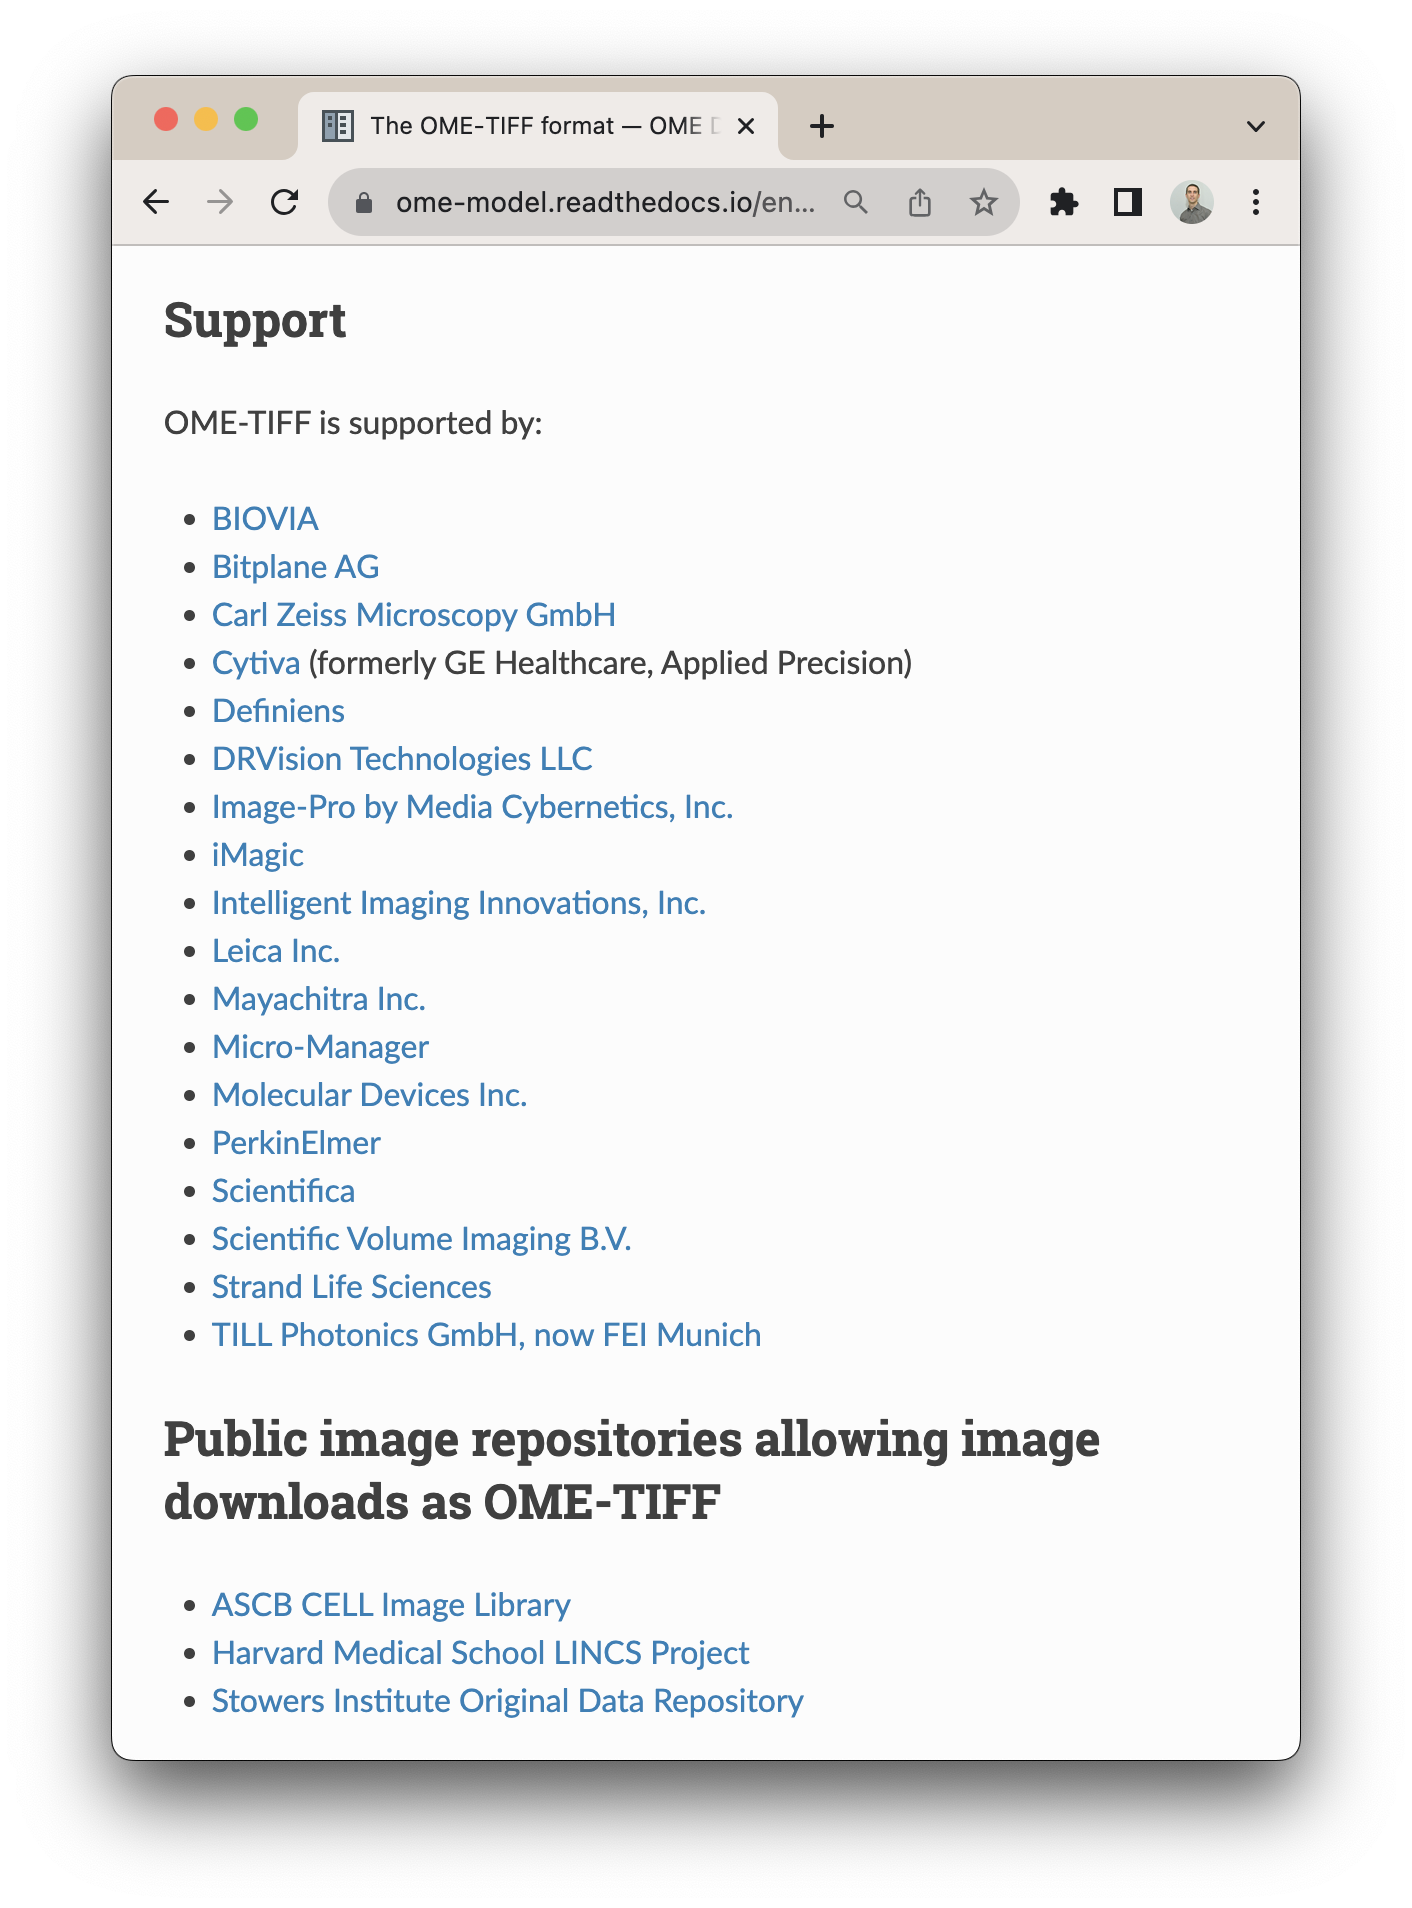 The OME-TIFF format — OME
ome-model.readthedocs.io/en...
Support
OME-TIFF is supported by:
BIOVIA
Bitplane AG
Carl Zeiss Microscopy GmbH
Cytiva (formerly GE Healthcare, Applied Precision)
Definiens
DRVision Technologies LLC
Image-Pro by Media Cybernetics, Inc.
iMagic
Intelligent Imaging Innovations, Inc.
Leica Inc.
Mayachitra Inc.
Micro-Manager
Molecular Devices Inc.
PerkinElmer
Scientifica
Scientific Volume Imaging B.V.
Strand Life Sciences
TILL Photonics GmbH, now FEI Munich
Public image repositories allowing image
downloads as OME-TIFF
ASCB CELL Image Library
Harvard Medical School LINCS Project
Stowers Institute Original Data Repository